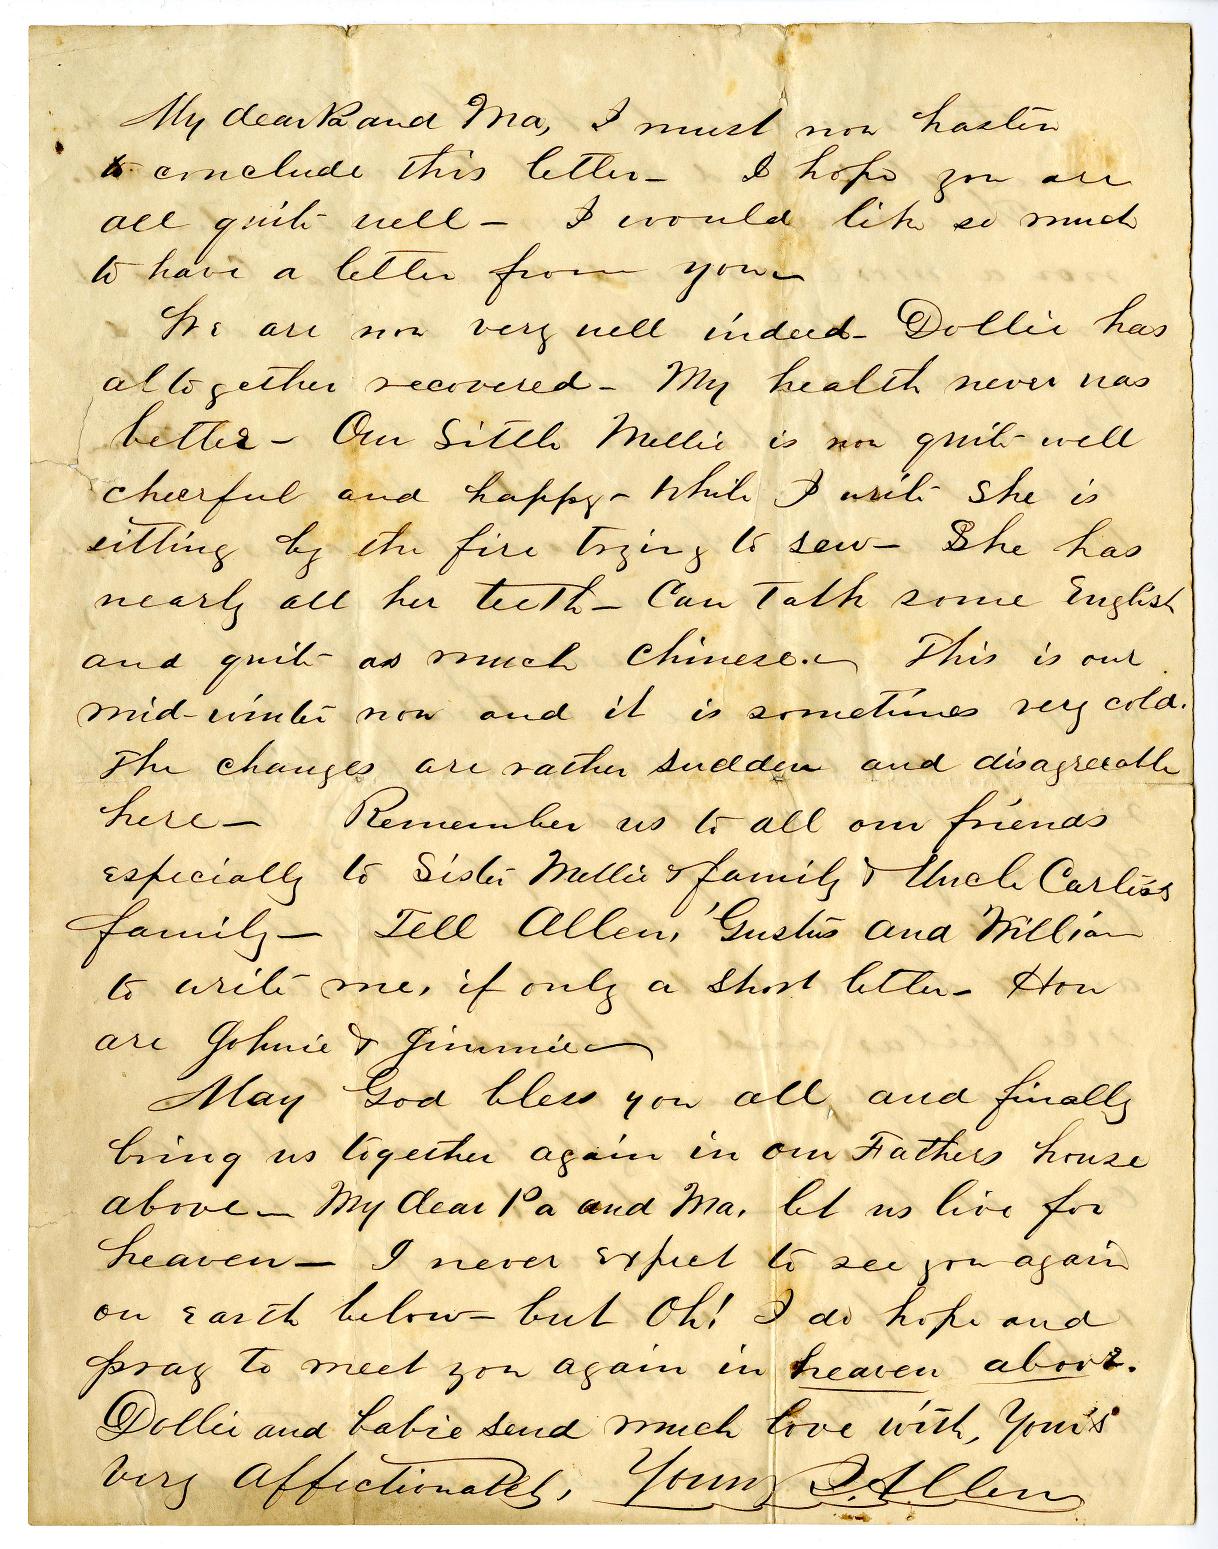 My dear Pa and Ma, I must now hasten
to conclude this letter— I hope you are
all quite well— I would like so much
to have a letter from you—
We are now very well indeed— Dollie has
altogether recovered— My health never was
better— Our Little Mellie is now quite well
cheerful and happy— While I write she is
sitting by the fire trying to sew— She has
nearly all her teeth— Can Talk some English
and quite as much Chinese.— This is our
mid-winter now and it is sometimes very cold.
The changes are rather sudden and disagreeable
here— Remember us to all our friends
especially to Sister Mellie & family & Uncle Carliss
family— Tell Allen, 'Gustus and William
to write me, if only a short letter— How
are Johnie & Jimmie—
May God bless you all, and finally
bring us together again in our Fathers house
above— My dear Pa and Ma, let us live for
heaven— I never expect to see you again
on earth below— but Oh! I do hope and
pray to meet you again in heaven above.
Dollie and babie send much love with, Yours
very affectionately, Young J. Allen